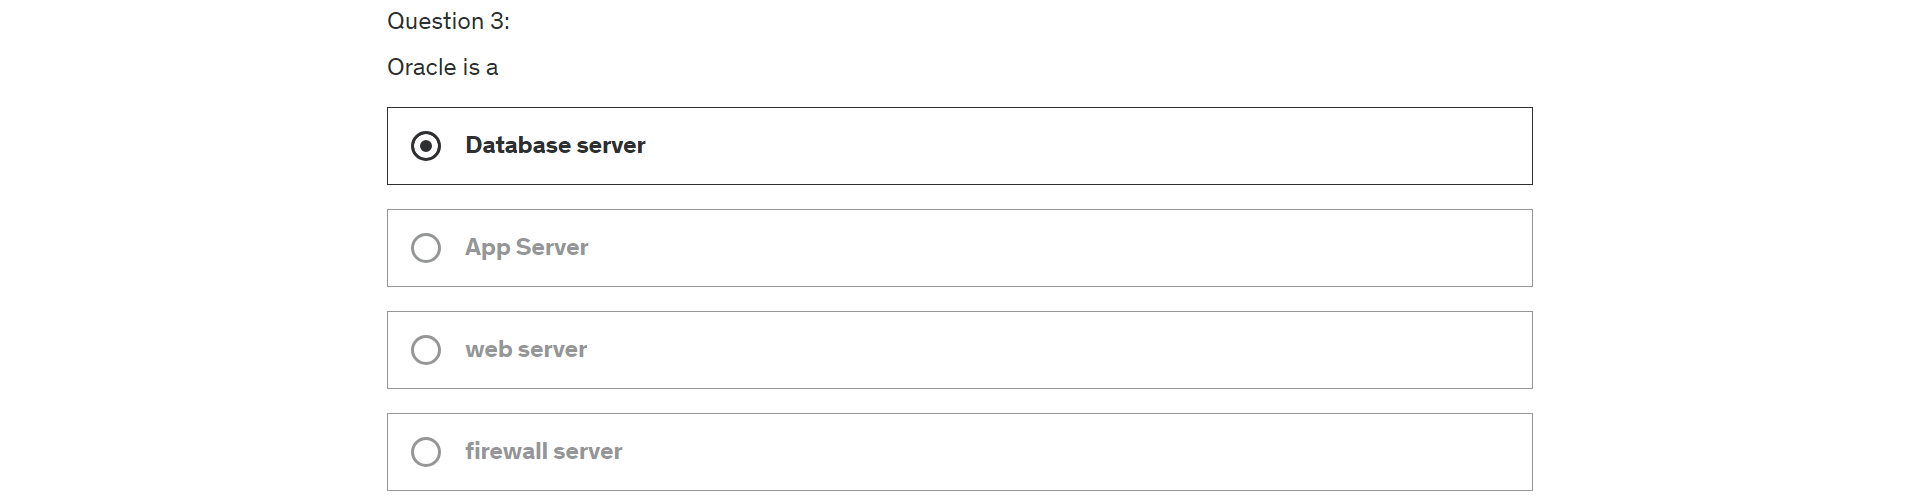 Question 3:
Oracle is a
Database server
App Server
web server
firewall server